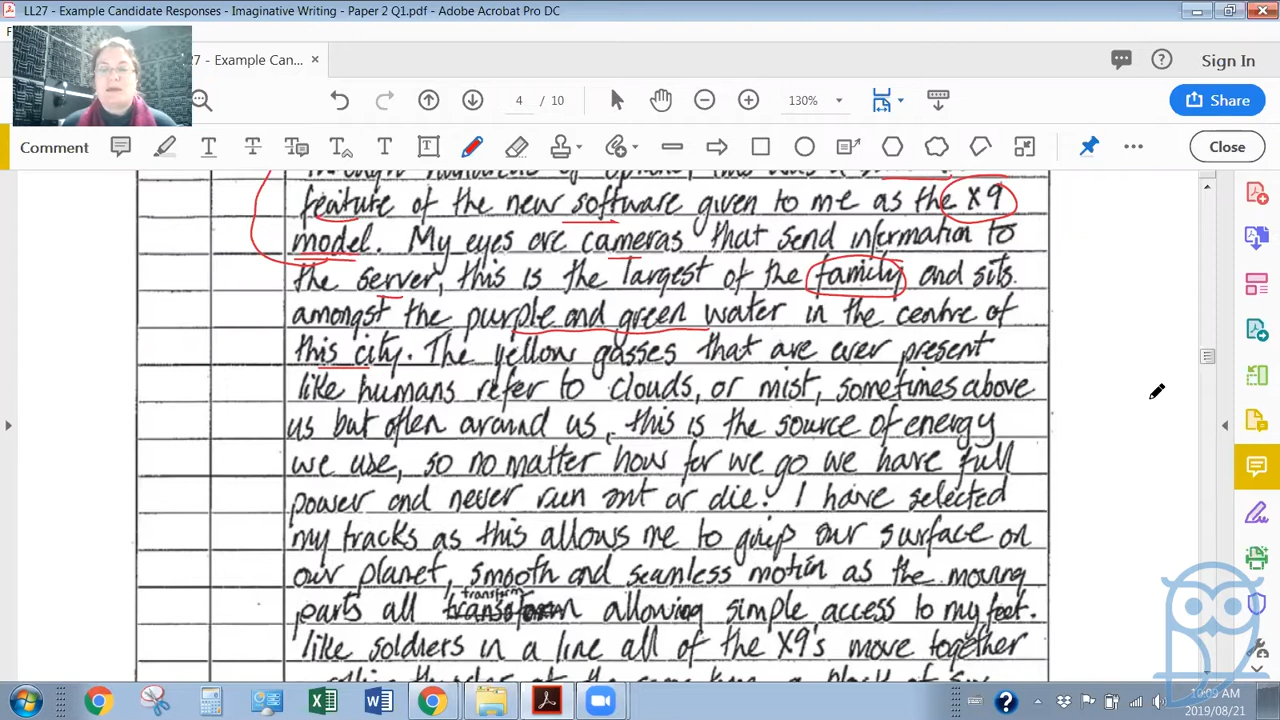 LL27 - Example Candidate Responses - Imaginative Writing - Paper 2 Q1.pdf - Adobe Acrobat Pro DC
27 - Example Can...
Sign In
4 / 10
130%
Share
Comment
Close
feature of the new software given to me as the X9
model. My eyes are cameras that send information to
the server, this is the largest of the family and sits
amongst the purple and green water in the centre of
this city. The yellow gasses that are ever present
like humans refer to clouds, or mist, sometimes above
us but often around us, this is the source of energy
we use, so no matter how far we go we have full
power and never run out or die. I have selected
my tracks as this allows me to grip our surface on
our planet, smooth and seamless motion as the moving
transform
parts all allowing simple access to my feet.
like soldiers in a line all of the X9's move together
10:09 AM
2019/08/21